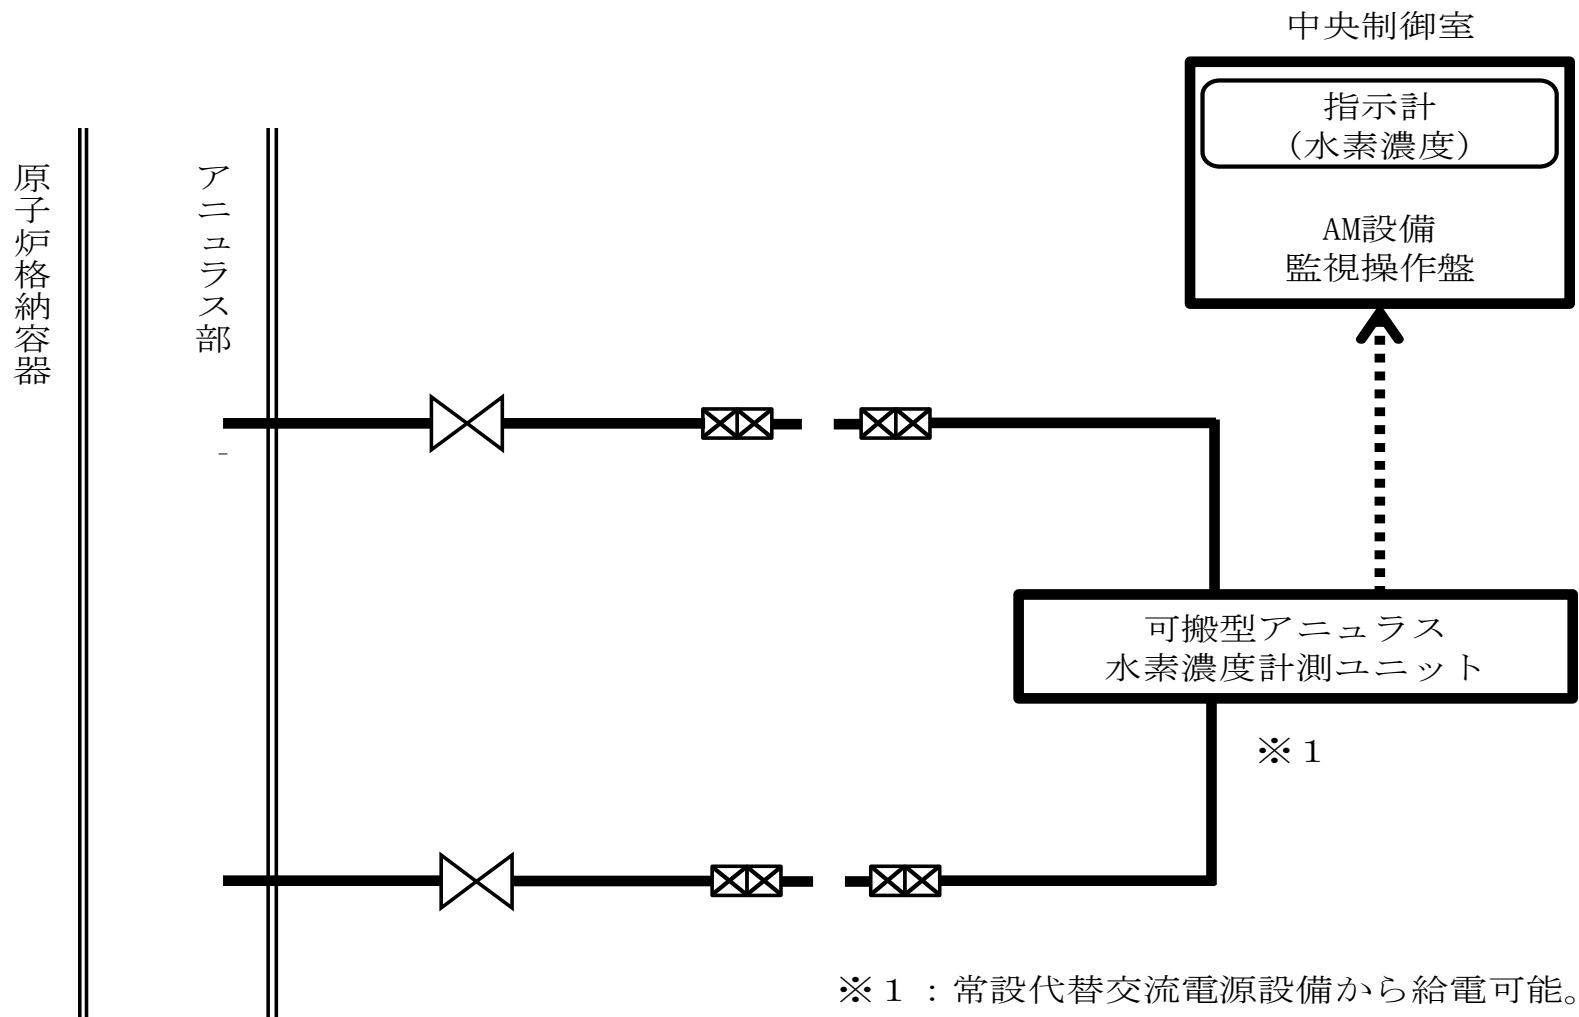 中央制御室
指示計
(水素濃度)
AM設備
監視操作盤
原子炉格納容器
アニュラス部
可搬型アニュラス
水素濃度計測ユニット
※１
※１：常設代替交流電源設備から給電可能。